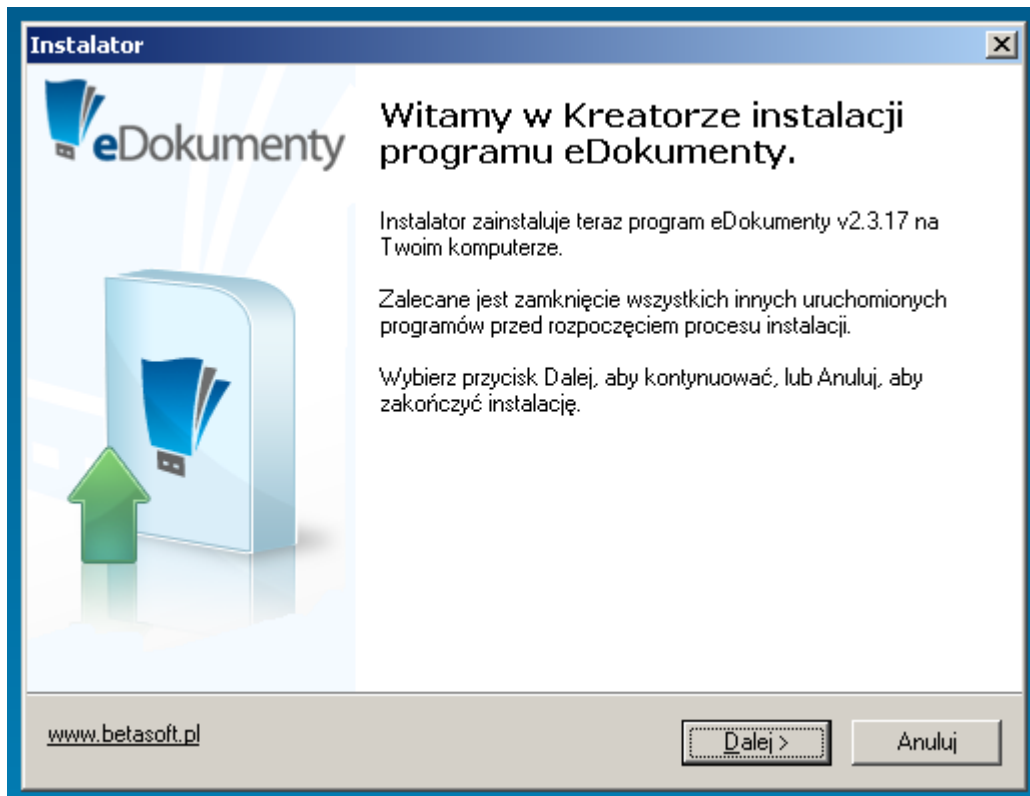 Instalator
eDokumenty
Witamy w Kreatorze instalacji
programu eDokumenty.
Instalator zainstaluje teraz program eDokumenty v2.3.17 na
Twoim komputerze.
Zalecane jest zamknięcie wszystkich innych uruchomionych
programów przed rozpoczęciem procesu instalacji.
Wybierz przycisk Dalej, aby kontynuować, lub Anuluj, aby
zakończyć instalację.
www.betasoft.pl
Dalej >
Anuluj